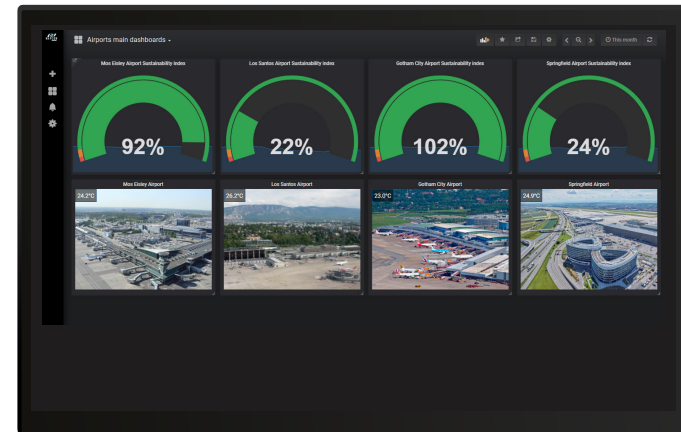 Airports main dashboards
This month
Mos Eisley Airport Sustainability index
Los Santos Airport Sustainability index
Gotham City Airport Sustainability index
Springfield Airport Sustainability index
92%
22%
102%
24%
Mos Eisley Airport
Los Santos Airport
Gotham City Airport
Springfield Airport
24.2°C
26.2°C
23.0°C
24.9°C